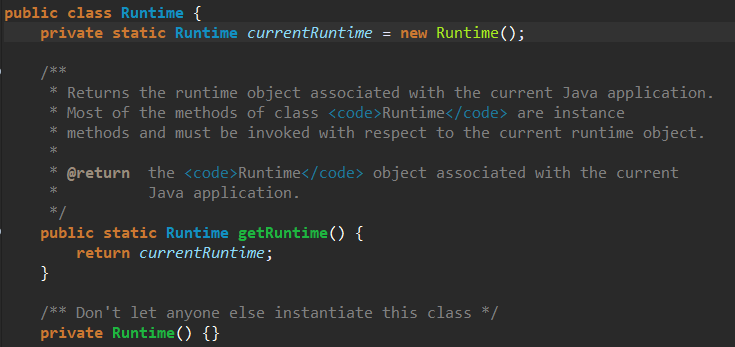 public class Runtime {
private static Runtime currentRuntime = new Runtime();
/**
* Returns the runtime object associated with the current Java application.
* Most of the methods of class <code>Runtime</code> are instance
* methods and must be invoked with respect to the current runtime object.
*
* @return  the <code>Runtime</code> object associated with the current
*          Java application.
*/
public static Runtime getRuntime() {
return currentRuntime;
}
/** Don't let anyone else instantiate this class */
private Runtime() {}